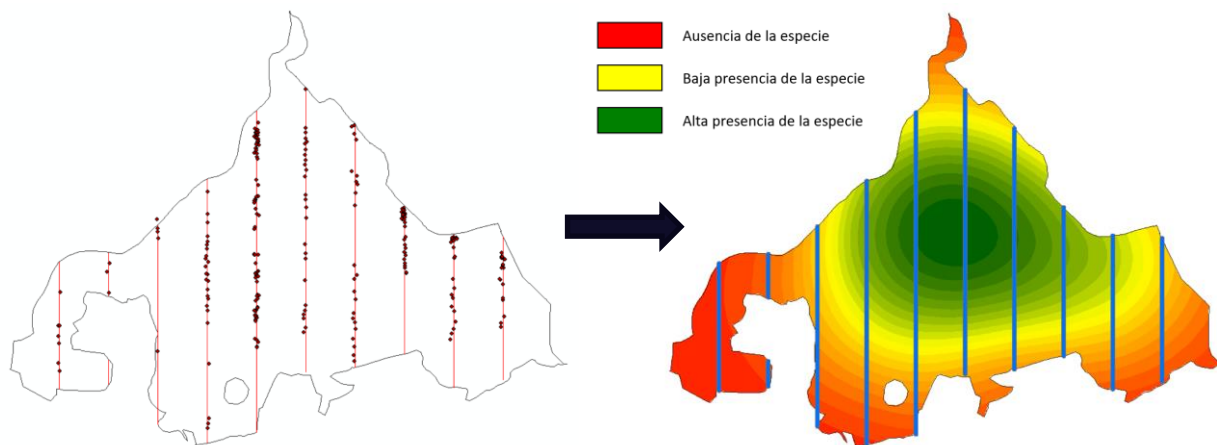 Ausencia de la especie
Baja presencia de la especie
Alta presencia de la especie